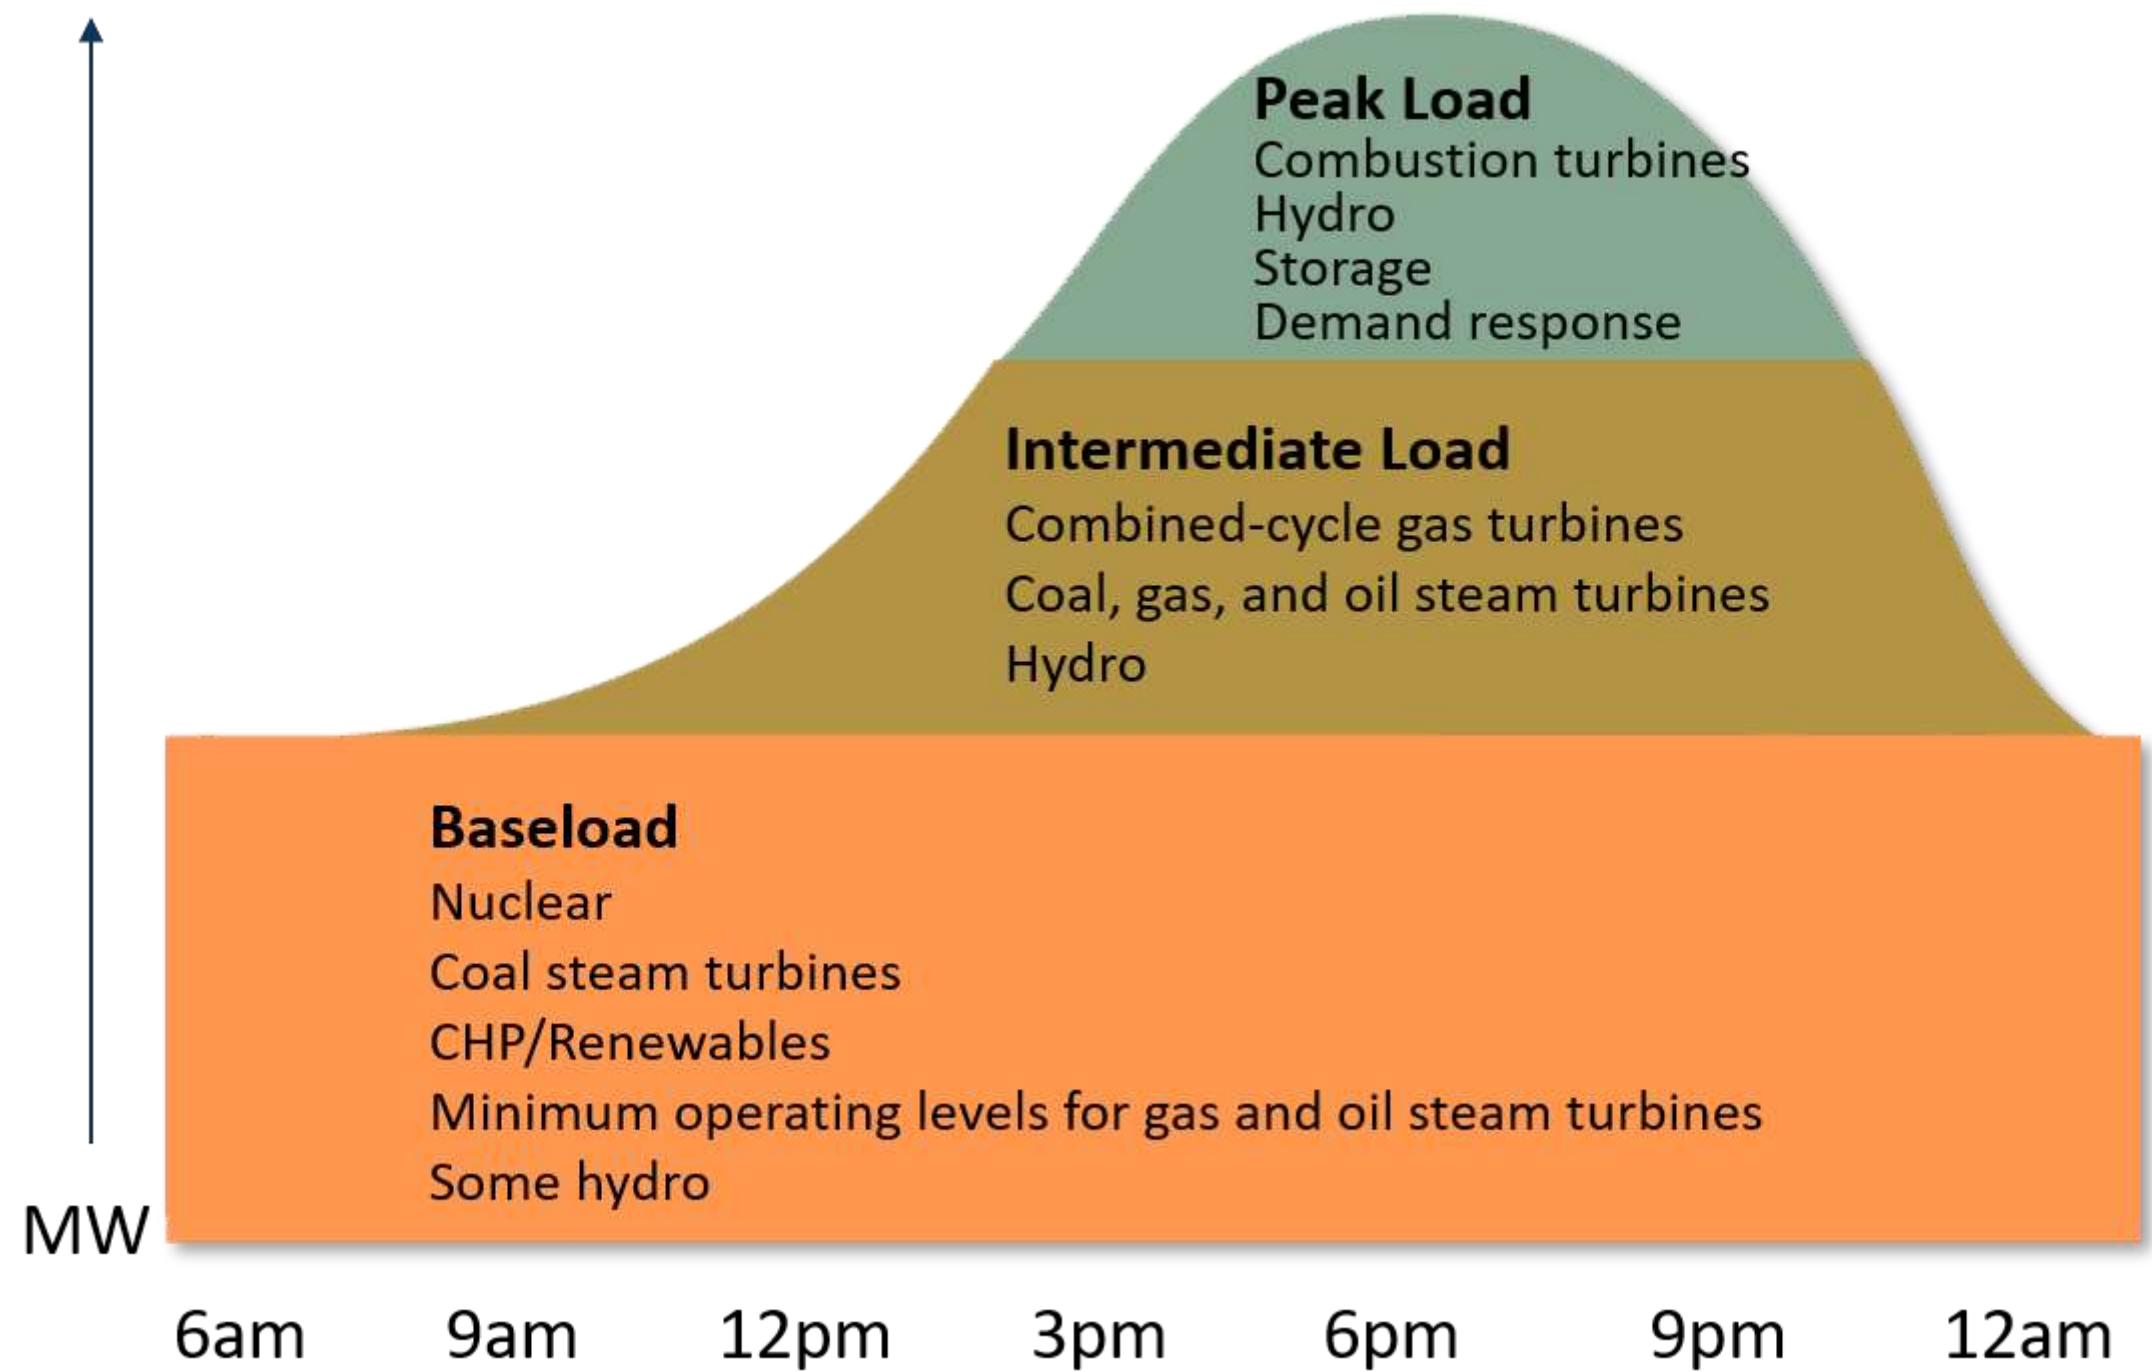 Peak Load
Combustion turbines
Hydro
Storage
Demand response
Intermediate Load
Combined-cycle gas turbines
Coal, gas, and oil steam turbines
Hydro
Baseload
Nuclear
Coal steam turbines
CHP/Renewables
Minimum operating levels for gas and oil steam turbines
Some hydro
MW
6am 9am 12pm 3pm 6pm 9pm 12am